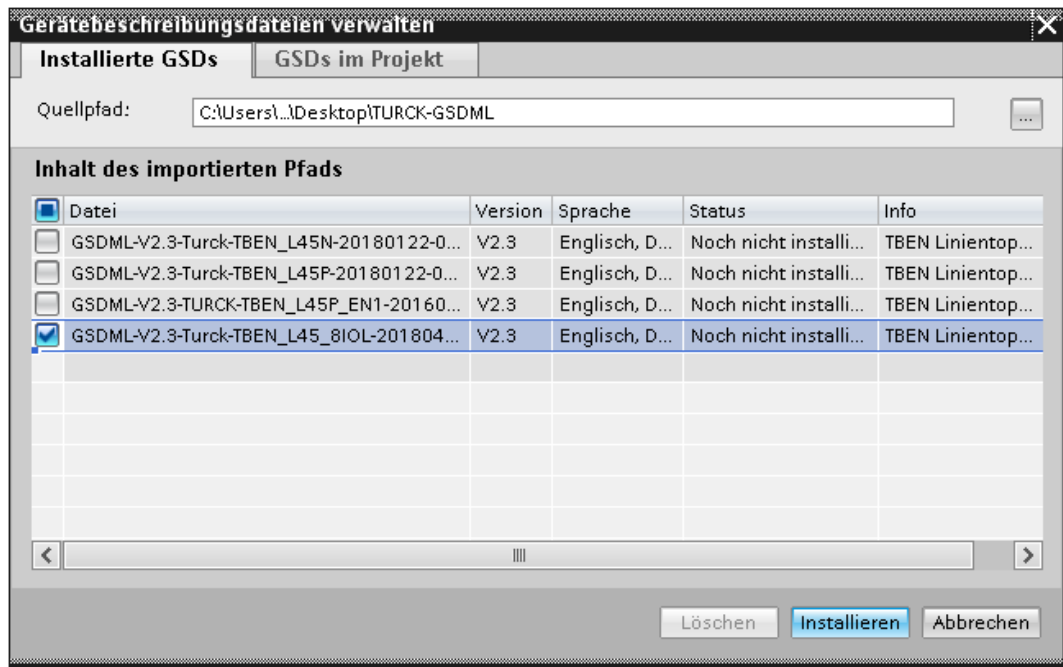 Gerätebeschreibungsdateien verwalten
Installierte GSDs GSDs im Projekt
Quellpfad: C:\Users\...\Desktop\TURCK-GSDML ...
Inhalt des importierten Pfads
Datei Version Sprache Status Info
GSDML-V2.3-Turck-TBEN_L45N-20180122-0... V2.3 Englisch, D... Noch nicht installi... TBEN Linientop...
GSDML-V2.3-Turck-TBEN_L45P-20180122-0... V2.3 Englisch, D... Noch nicht installi... TBEN Linientop...
GSDML-V2.3-TURCK-TBEN_L45P_EN1-20160... V2.3 Englisch, D... Noch nicht installi... TBEN Linientop...
GSDML-V2.3-Turck-TBEN_L45_8IOL-201804... V2.3 Englisch, D... Noch nicht installi... TBEN Linientop...
Löschen Installieren Abbrechen